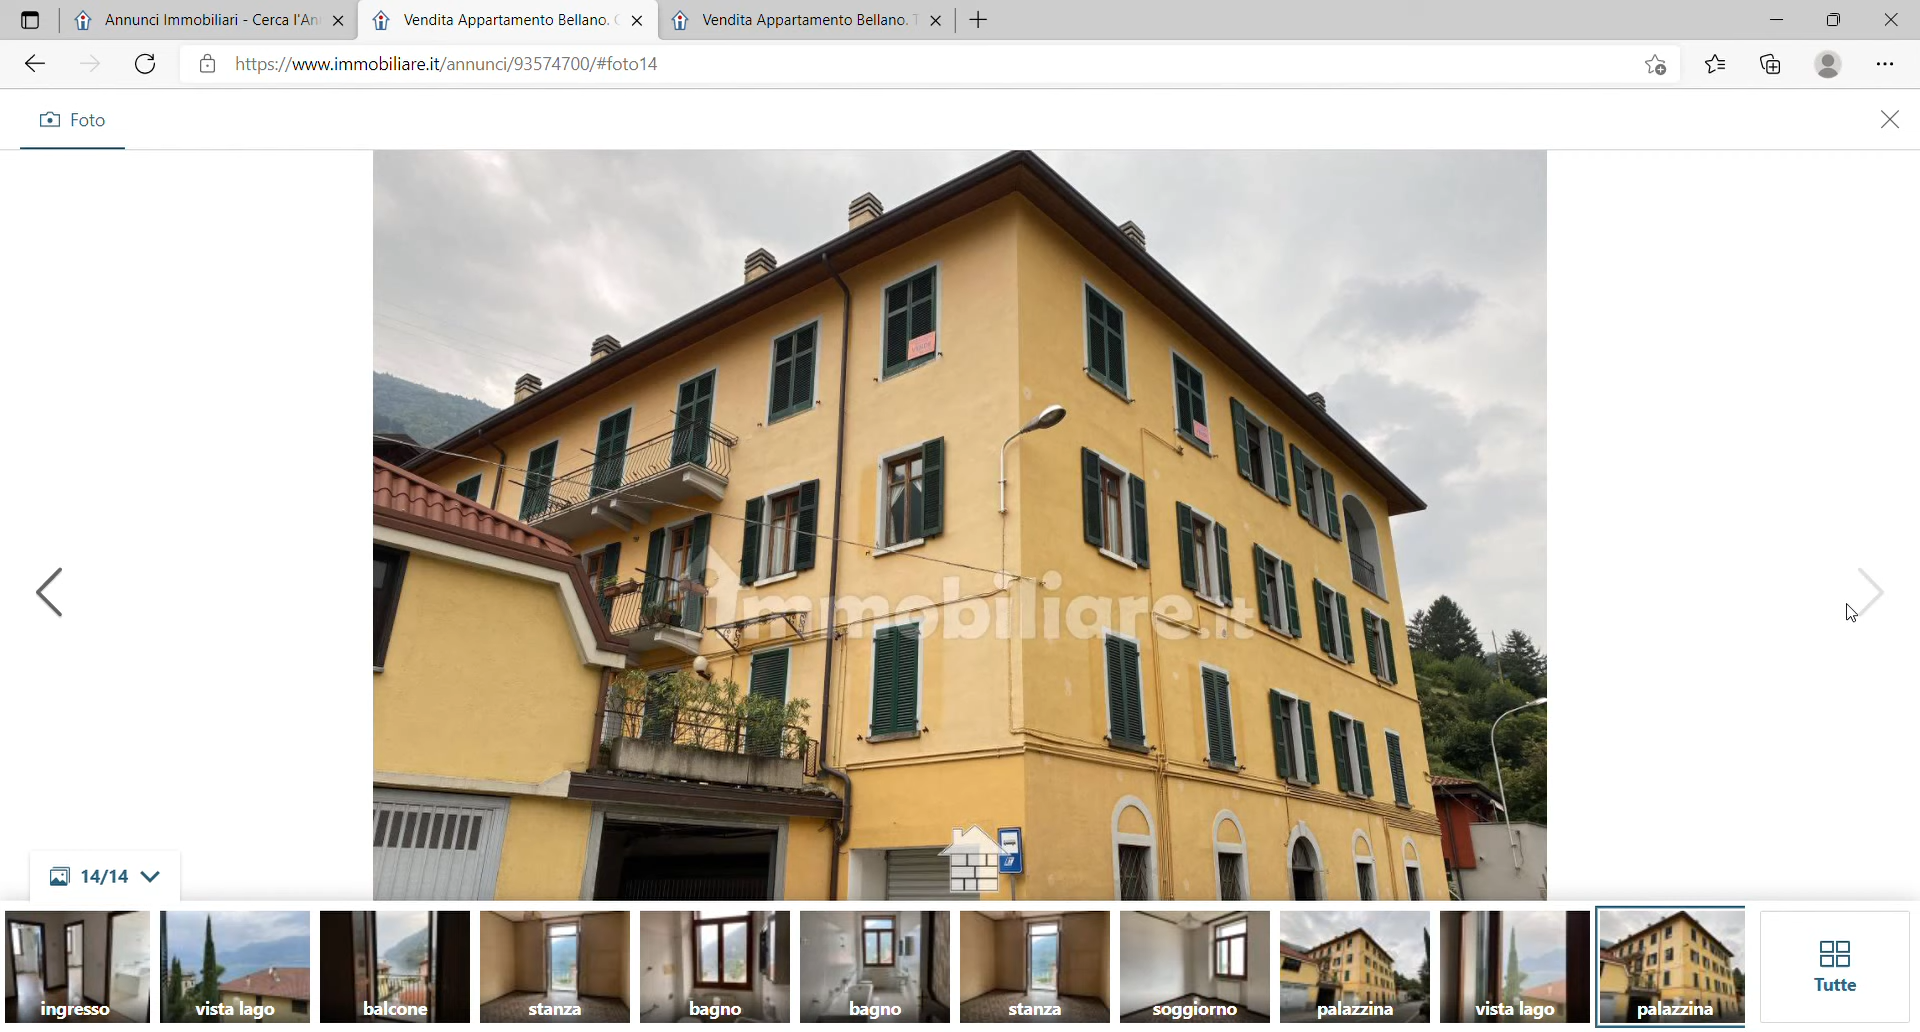 Annunci Immobiliari - Cerca l'An
Vendita Appartamento Bellano.
Vendita Appartamento Bellano. T
https://www.immobiliare.it/annunci/93574700/#foto14
Foto
immobiliare.it
14/14
ingresso
vista lago
balcone
stanza
bagno
bagno
stanza
soggiorno
palazzina
vista lago
palazzina
Tutte